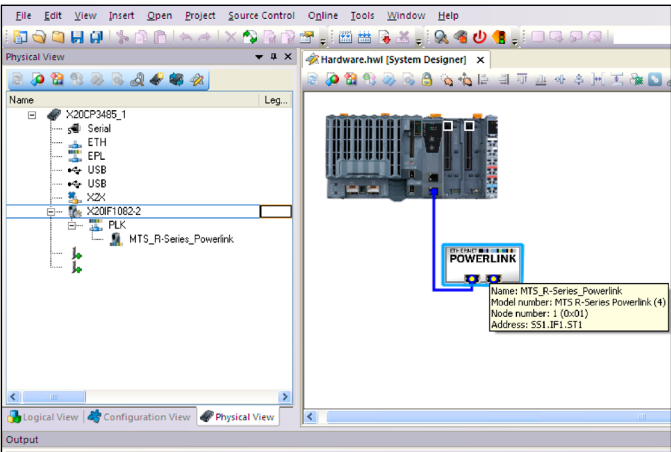 File Edit View Insert Open Project Source Control Online Tools Window Help
Physical View
Hardware.hwl [System Designer]
Name Leg...
X20CP3485_1
Serial
ETH
EPL
USB
USB
X2X
X20IF1082-2
PLK
MTS_R-Series_Powerlink
ETHERNET
POWERLINK
Name: MTS_R-Series_Powerlink
Model number: MTS R-Series Powerlink (4)
Node number: 1 (0x01)
Address: SS1.IF1.ST1
Logical View Configuration View Physical View
Output